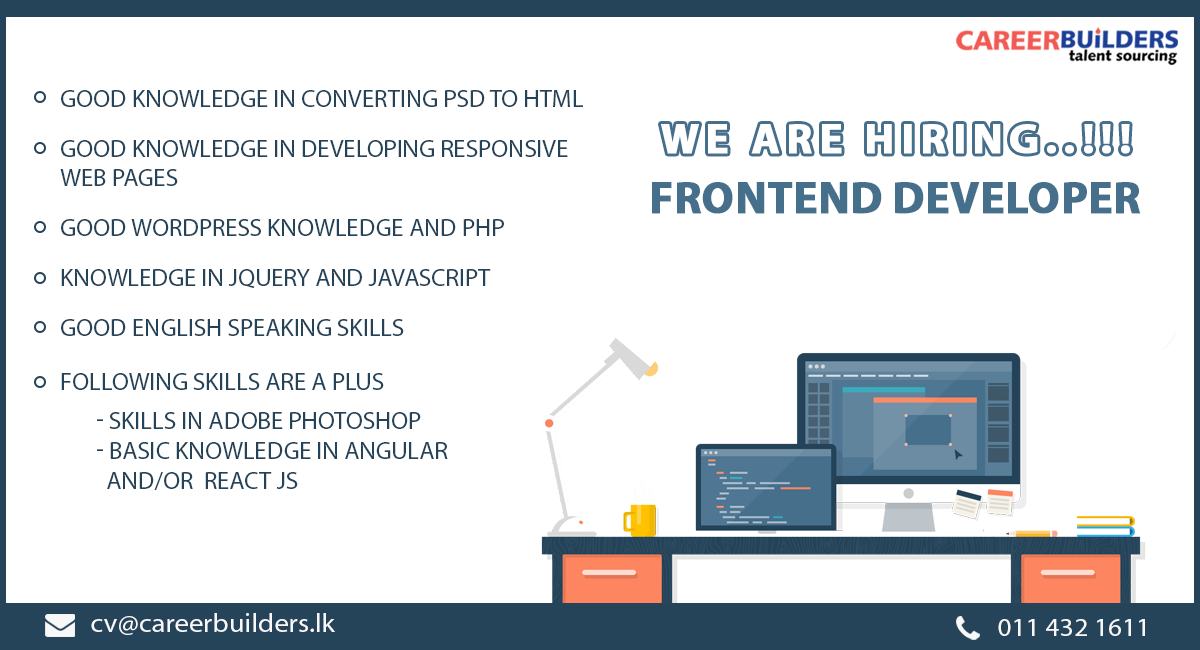 CAREERBUiLDERS
talent sourcing
WE ARE HIRING..!!!
FRONTEND DEVELOPER
GOOD KNOWLEDGE IN CONVERTING PSD TO HTML
GOOD KNOWLEDGE IN DEVELOPING RESPONSIVE
WEB PAGES
GOOD WORDPRESS KNOWLEDGE AND PHP
KNOWLEDGE IN JQUERY AND JAVASCRIPT
GOOD ENGLISH SPEAKING SKILLS
FOLLOWING SKILLS ARE A PLUS
- SKILLS IN ADOBE PHOTOSHOP
- BASIC KNOWLEDGE IN ANGULAR
AND/OR REACT JS
cv@careerbuilders.lk
011 432 1611